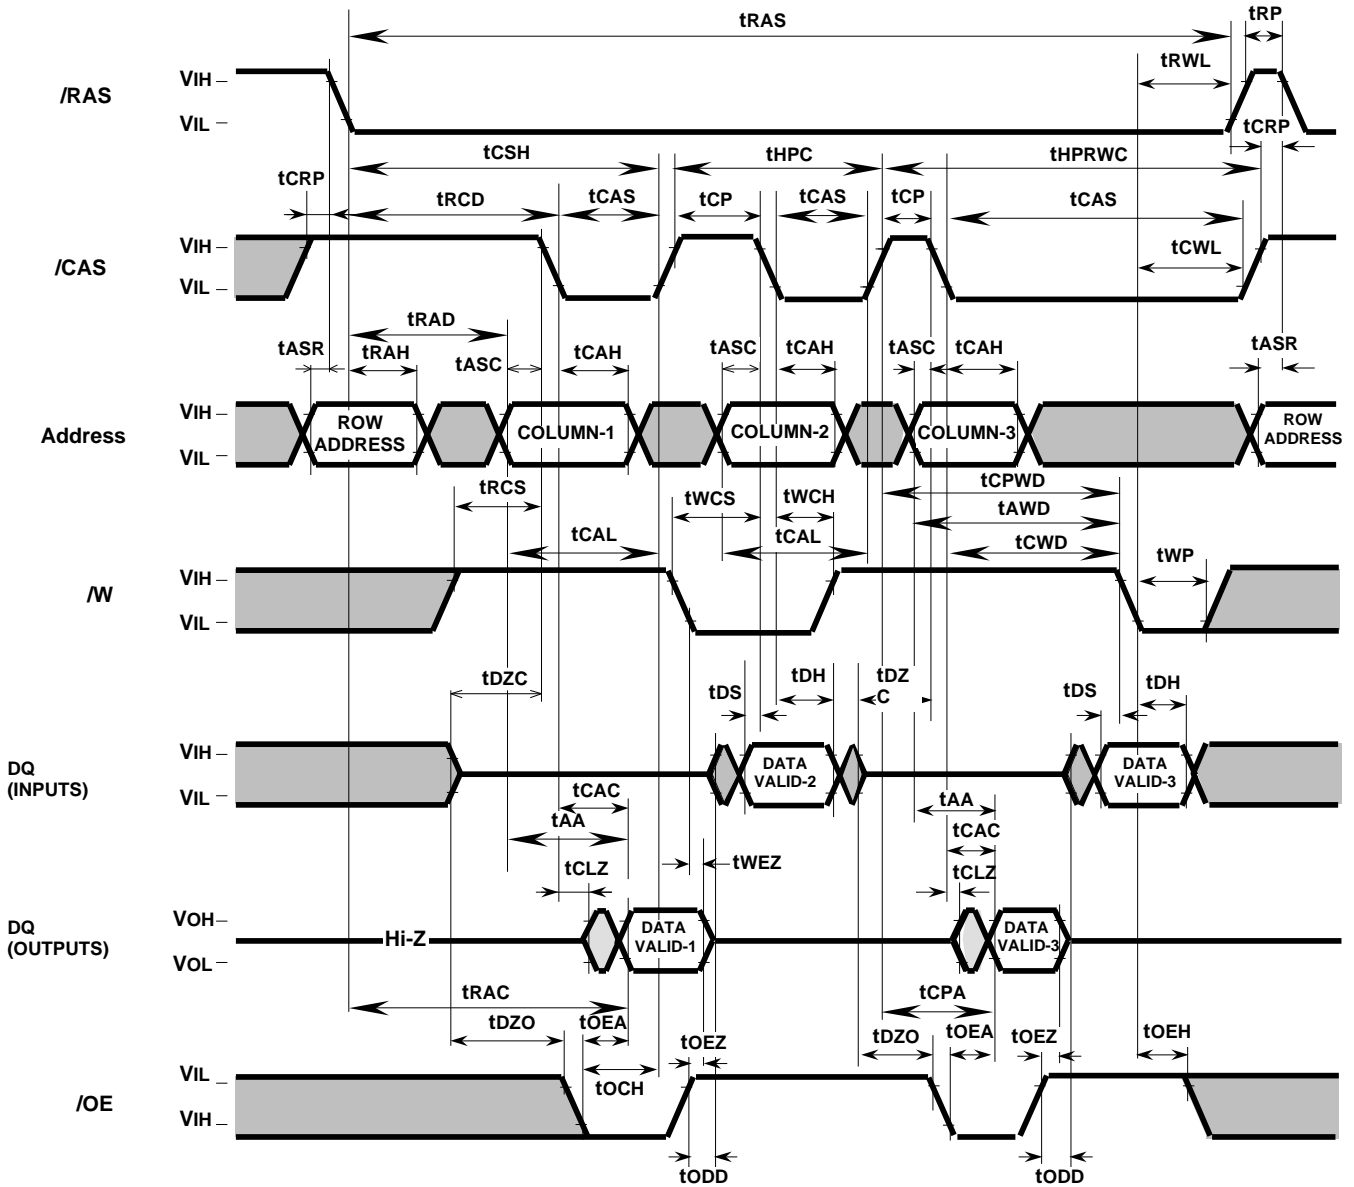 tRAS
tRP
tRWL
/RAS
VIH
VIL
tCRP
tCSH
tHPC
tHPRWC
tCRP
tRCD
tCAS
tCP
tCAS
tCP
tCAS
/CAS
VIH
VIL
tCWL
tRAD
tASR
tRAH
tASC
tCAH
tASC
tCAH
tASC
tCAH
tASR
Address
VIH
VIL
ROW
ADDRESS
COLUMN-1
COLUMN-2
COLUMN-3
ROW
ADDRESS
tRCS
tWCS
tWCH
tCPWD
tAWD
tCAL
tCAL
tCWD
tWP
/W
VIH
VIL
tDZC
tDS
tDH
tDZ
C
tDS
tDH
DQ
(INPUTS)
VIH
VIL
DATA
VALID-2
DATA
VALID-3
tCAC
tAA
tAA
tCAC
tCLZ
tWEZ
tCLZ
DQ
(OUTPUTS)
VOH
VOL
Hi-Z
DATA
VALID-1
DATA
VALID-3
tRAC
tCPA
tDZO
tOEA
tOEZ
tDZO
tOEA
tOEZ
tOEH
tOCH
/OE
VIL
VIH
tODD
tODD